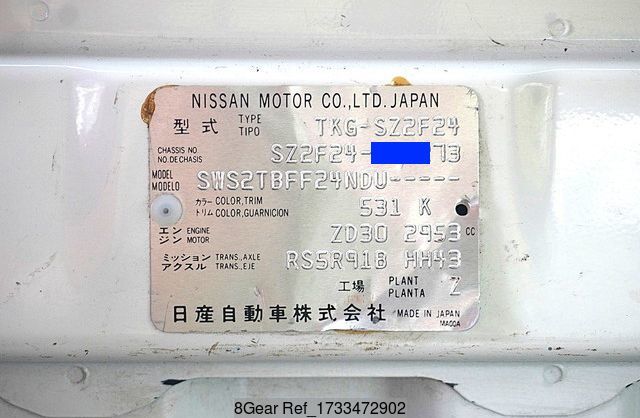 NISSAN MOTOR CO.,LTD. JAPAN
型式 TYPE TIPO TKG-SZ2F24
CHASSIS NO. NO. DE CHASIS SZ2F24- 73
MODEL MODELO SWS2TBFF24NDU-----
カラー COLOR,TRIM トリム COLOR,GUARNICION 531 K
エンジン ENGINE MOTOR ZD30 2953 CC
ミッション TRANS.,AXLE アクスル TRANS.,EJE RS5R91B HH43
工場 PLANT PLANTA Z
日産自動車株式会社 MADE IN JAPAN
MA00A
8Gear Ref_1733472902